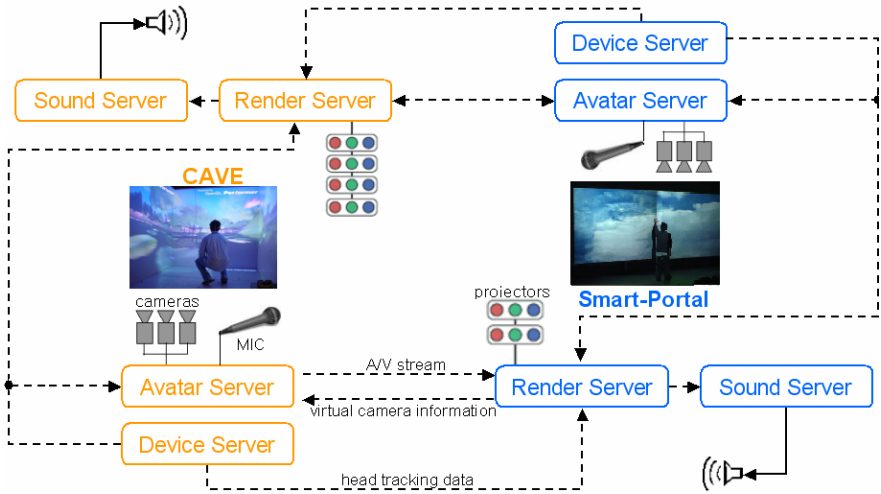 Device Server
Sound Server
Render Server
Avatar Server
CAVE
Smart-Portal
cameras
MIC
projectors
Avatar Server
A/V stream
Render Server
Sound Server
virtual camera information
Device Server
head tracking data